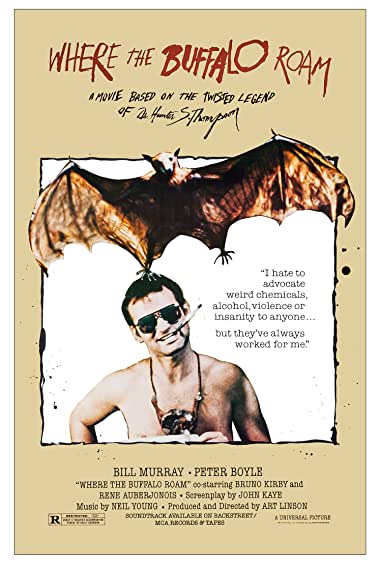 WHERE THE BUFFALO ROAM
A MOVIE BASED ON THE TWISTED LEGEND
OF Dr. Hunter S. Thompson
“I hate to
advocate
weird chemicals,
alcohol, violence or
insanity to anyone...
but they've always
worked for me.”
BILL MURRAY · PETER BOYLE
“WHERE THE BUFFALO ROAM” co-starring BRUNO KIRBY and
RENE AUBERJONOIS · Screenplay by JOHN KAYE
Music by NEIL YOUNG · Produced and Directed by ART LINSON
SOUNDTRACK AVAILABLE ON BACKSTREET/
MCA RECORDS & TAPES
R RESTRICTED
A UNIVERSAL PICTURE